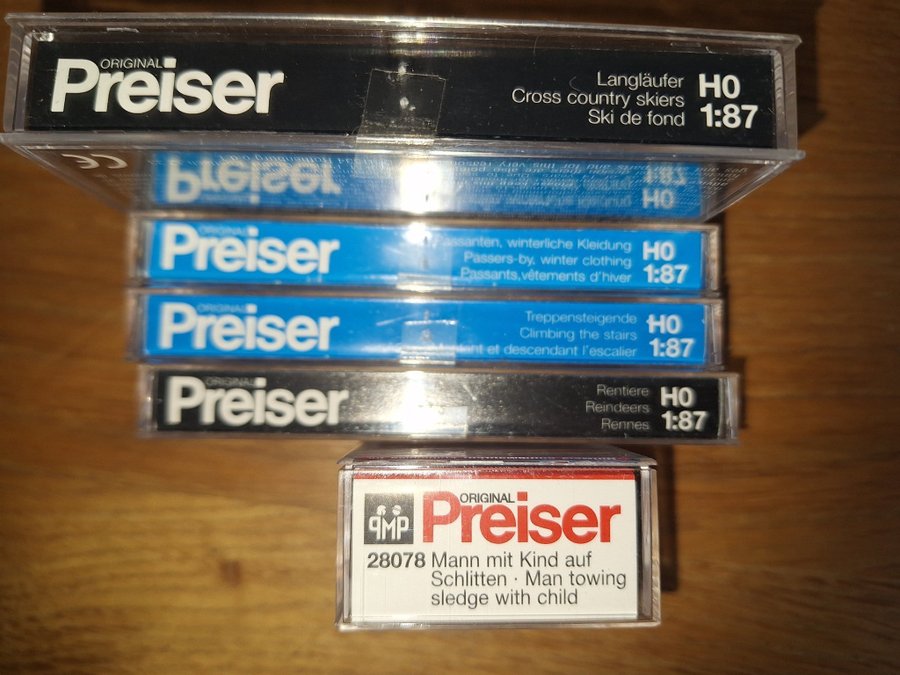 ORIGINAL
Preiser
Langläufer
Cross country skiers
Ski de fond
H0
1:87
CE
Preiser
H0
1:87
ORIGINAL
Preiser
Passanten, winterliche Kleidung
Passers-by, winter clothing
Passants, vêtements d'hiver
H0
1:87
ORIGINAL
Preiser
Treppensteigende
Climbing the stairs
et descendant l'escalier
H0
1:87
ORIGINAL
Preiser
Rentiere
Reindeers
Rennes
H0
1:87
PMP
ORIGINAL
Preiser
28078 Mann mit Kind auf
Schlitten · Man towing
sledge with child